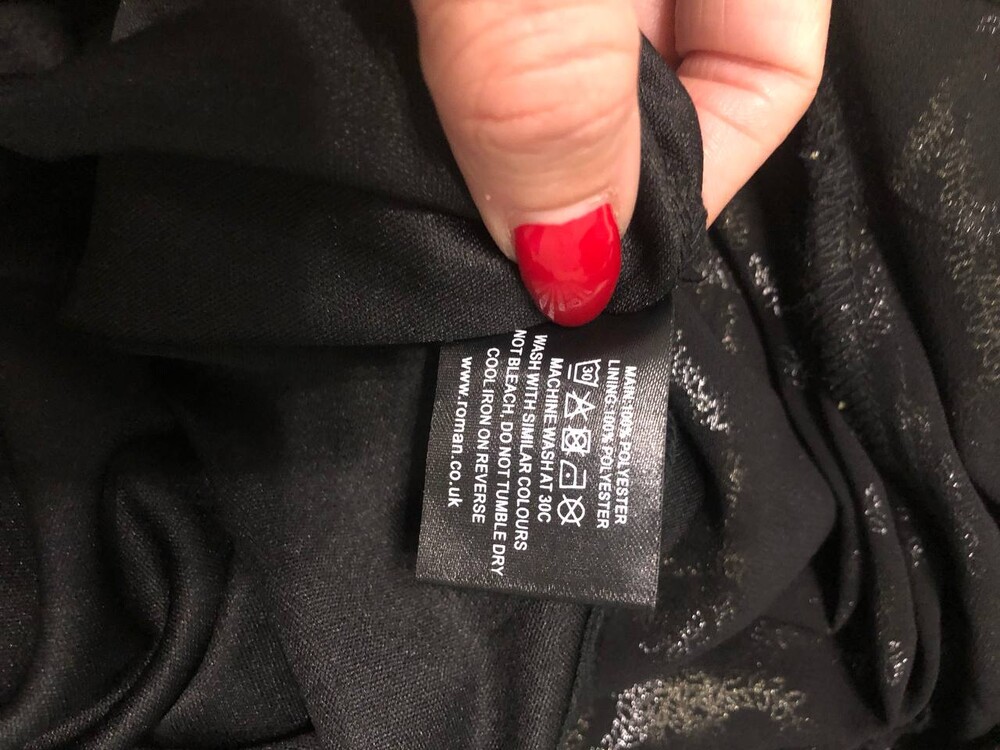 MAIN:100% POLYESTER
LINING:100% POLYESTER
30
MACHINE WASH AT 30C
WASH WITH SIMILAR COLOURS
NOT BLEACH, DO NOT TUMBLE DRY
COOL IRON ON REVERSE
www.roman.co.uk